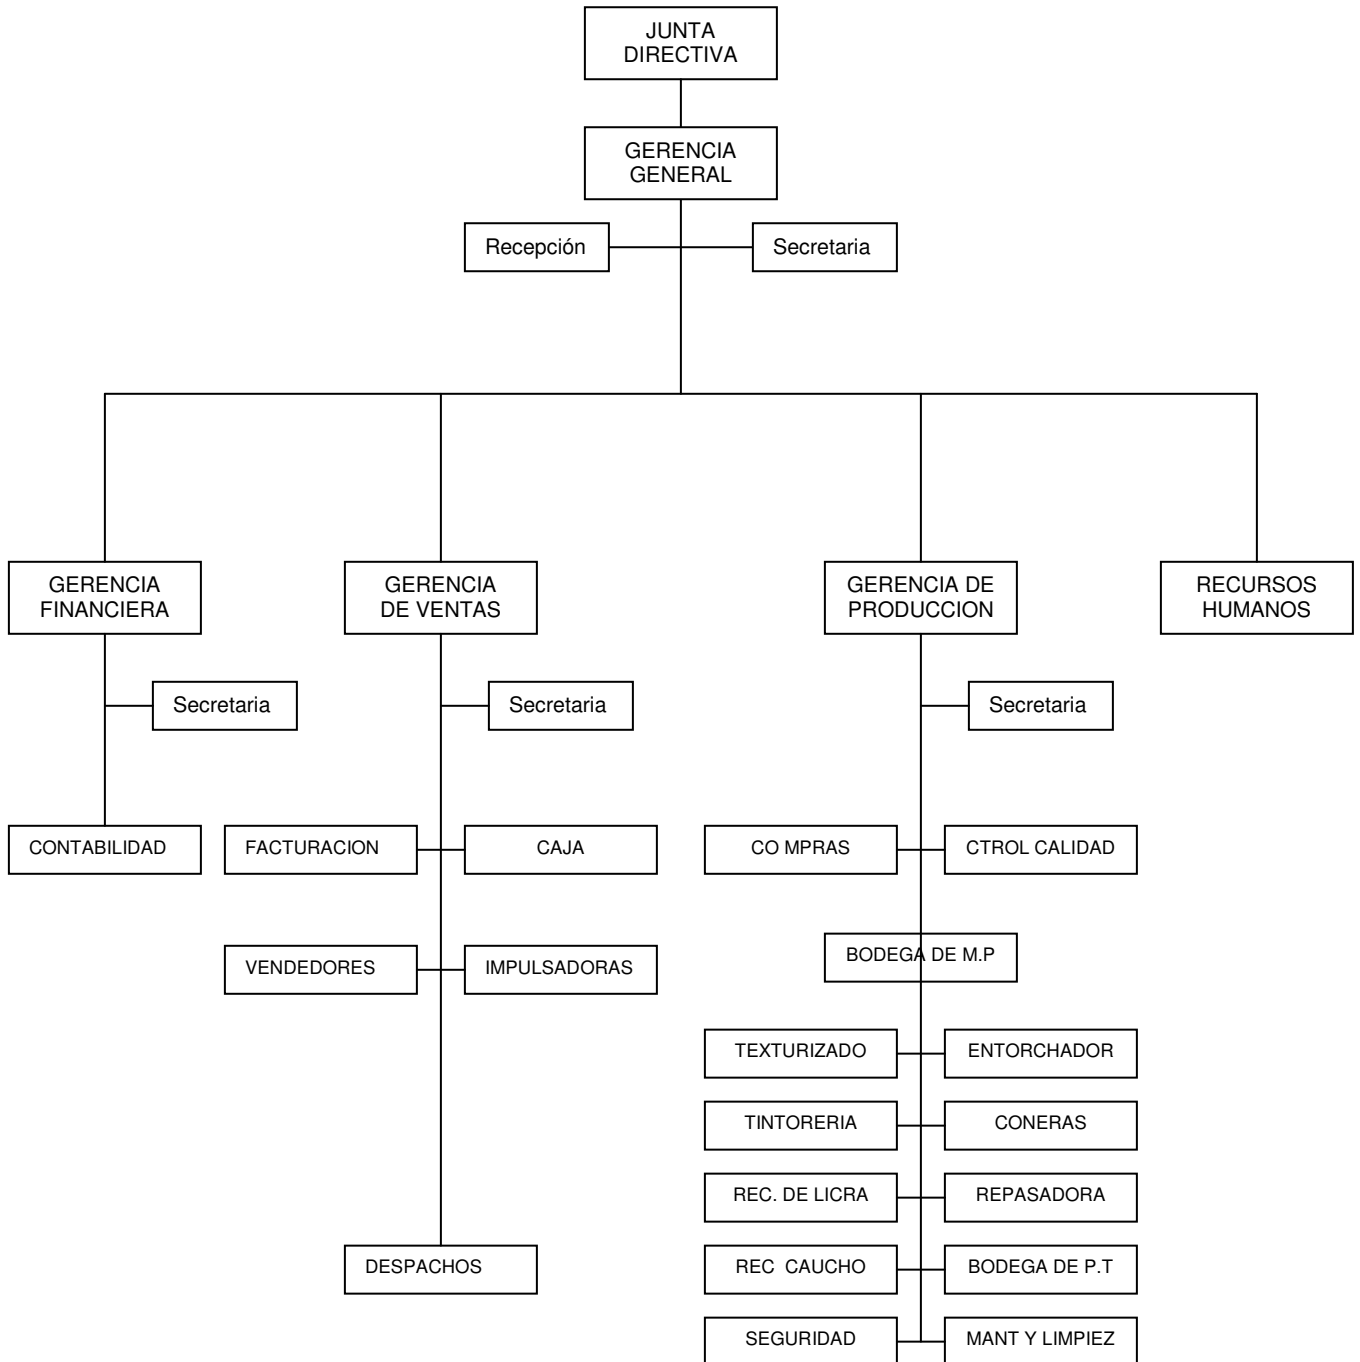 JUNTA
DIRECTIVA
GERENCIA
GENERAL
Recepción
Secretaria
GERENCIA
FINANCIERA
GERENCIA
DE VENTAS
GERENCIA DE
PRODUCCION
RECURSOS
HUMANOS
Secretaria
Secretaria
Secretaria
CONTABILIDAD
FACTURACION
CAJA
CO MPRAS
CTROL CALIDAD
VENDEDORES
IMPULSADORAS
BODEGA DE M.P
TEXTURIZADO
ENTORCHADOR
TINTORERIA
CONERAS
REC. DE LICRA
REPASADORA
DESPACHOS
REC CAUCHO
BODEGA DE P.T
SEGURIDAD
MANT Y LIMPIEZ